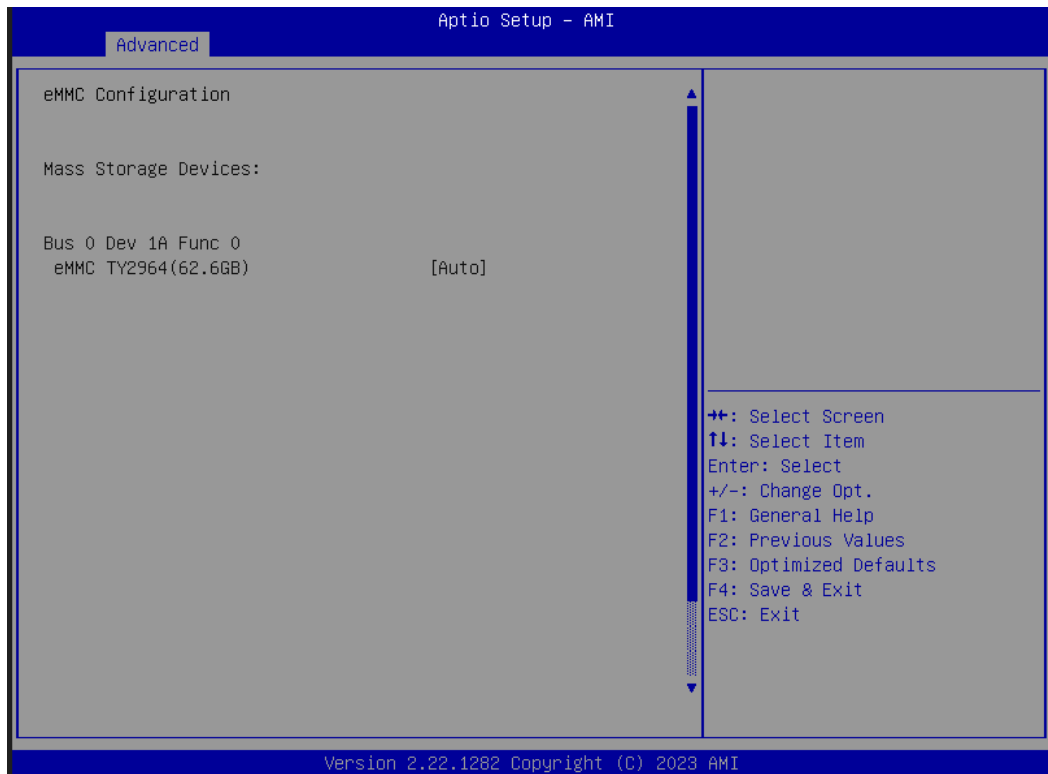 Aptio Setup - AMI
Advanced
eMMC Configuration
Mass Storage Devices:
Bus 0 Dev 1A Func 0
eMMC TY2964(62.6GB) [Auto]
→←: Select Screen
↑↓: Select Item
Enter: Select
+/-: Change Opt.
F1: General Help
F2: Previous Values
F3: Optimized Defaults
F4: Save & Exit
ESC: Exit
Version 2.22.1282 Copyright (C) 2023 AMI